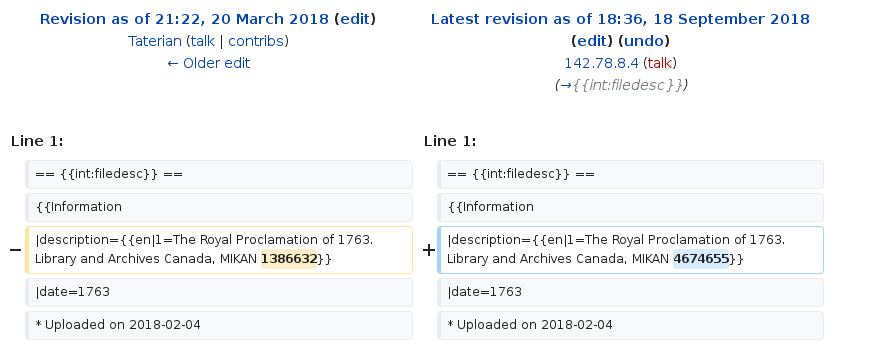 Revision as of 21:22, 20 March 2018 (edit)
Taterian (talk | contribs)
← Older edit
Latest revision as of 18:36, 18 September 2018
(edit) (undo)
142.78.8.4 (talk)
(→{{int:filedesc}})
Line 1:
Line 1:
== {{int:filedesc}} ==
== {{int:filedesc}} ==
{{Information
{{Information
− |description={{en|1=The Royal Proclamation of 1763.
Library and Archives Canada, MIKAN 1386632}}
+ |description={{en|1=The Royal Proclamation of 1763.
Library and Archives Canada, MIKAN 4674655}}
|date=1763
|date=1763
* Uploaded on 2018-02-04
* Uploaded on 2018-02-04